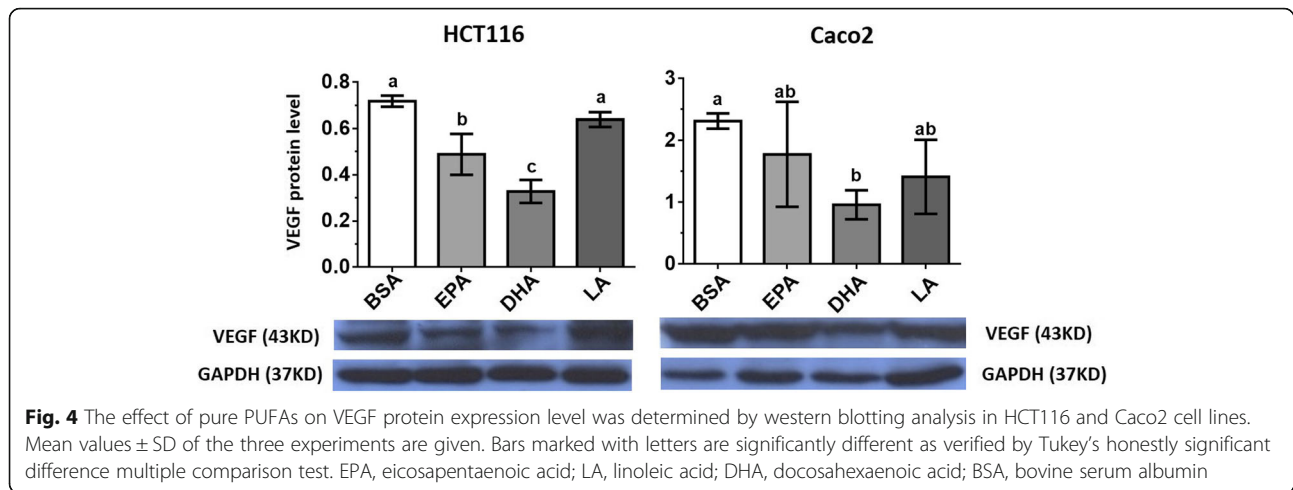 HCT116
Caco2
VEGF protein level
0.8
0.6
0.4
0.2
0.0
a
b
c
a
BSA
EPA
DHA
LA
3
2
1
0
a
ab
b
ab
BSA
EPA
DHA
LA
VEGF (43KD)
VEGF (43KD)
GAPDH (37KD)
GAPDH (37KD)
Fig. 4 The effect of pure PUFAs on VEGF protein expression level was determined by western blotting analysis in HCT116 and Caco2 cell lines.
Mean values ± SD of the three experiments are given. Bars marked with letters are significantly different as verified by Tukey’s honestly significant
difference multiple comparison test. EPA, eicosapentaenoic acid; LA, linoleic acid; DHA, docosahexaenoic acid; BSA, bovine serum albumin